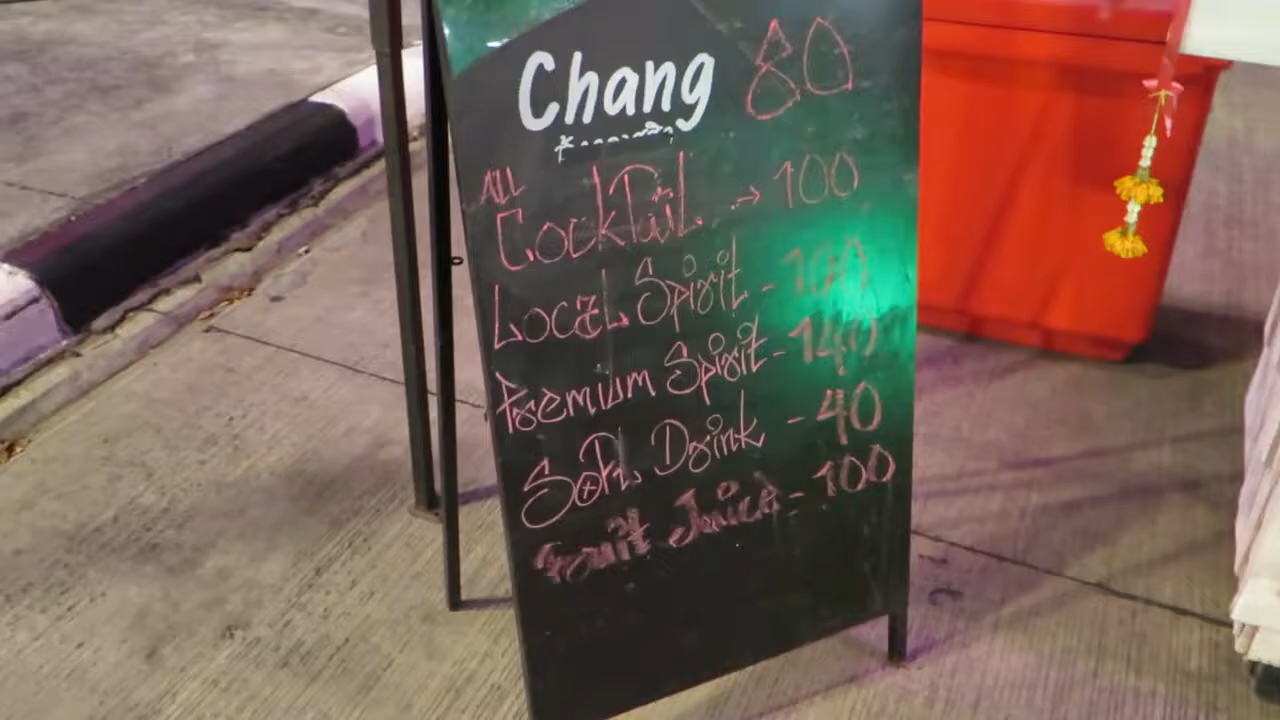 Chang 80
ALL
CockTail → 100
Local Spirit - 100
Premium Spirit - 140
Soft Drink - 40
Fruit Juice - 100